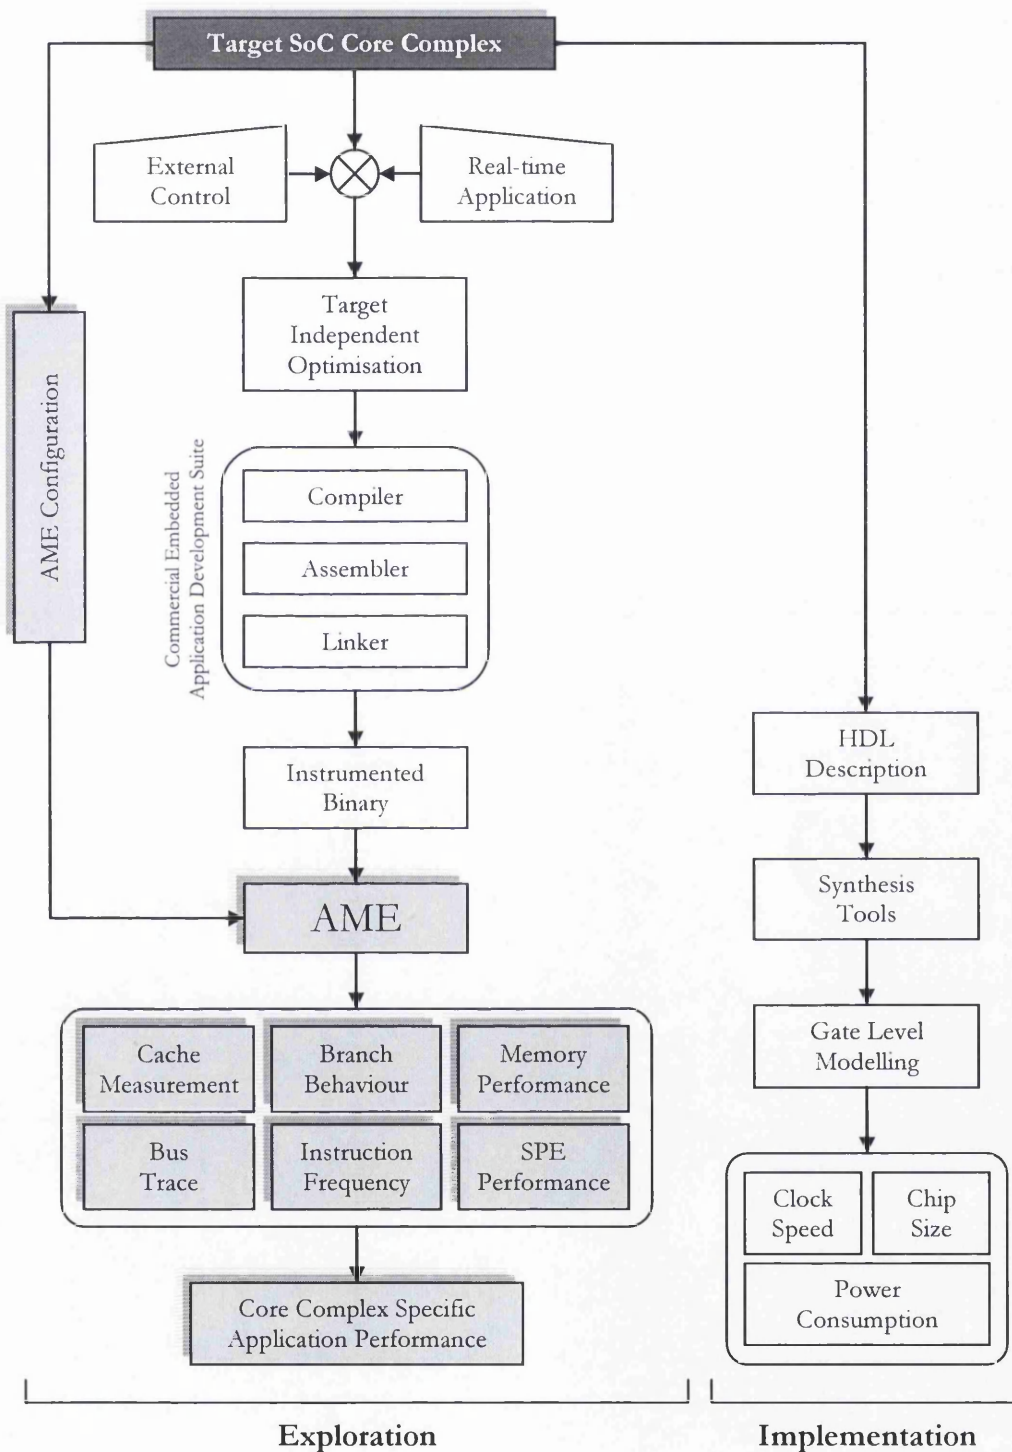 Target SoC Core Complex
External
Control
Real-time
Application
Target
Independent
Optimisation
AME Configuration
Commercial Embedded
Application Development Suite
Compiler
Assembler
Linker
Instrumented
Binary
HDL
Description
AME
Synthesis
Tools
Cache
Measurement
Branch
Behaviour
Memory
Performance
Gate Level
Modelling
Bus
Trace
Instruction
Frequency
SPE
Performance
Clock
Speed
Chip
Size
Power
Consumption
Core Complex Specific
Application Performance
Exploration
Implementation